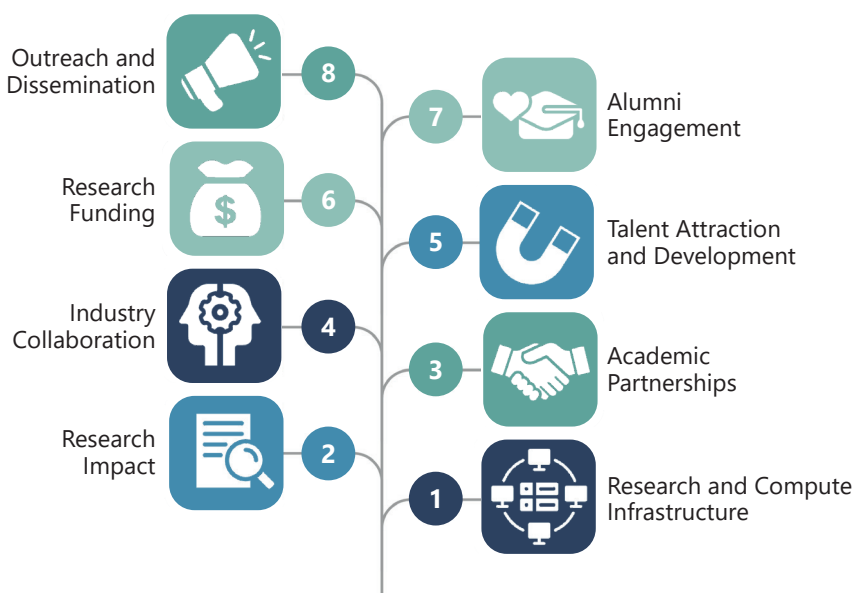 Outreach and
Dissemination
8
7
Alumni
Engagement
Research
Funding
$
6
5
Talent Attraction
and Development
Industry
Collaboration
4
3
Academic
Partnerships
Research
Impact
2
1
Research and Compute
Infrastructure